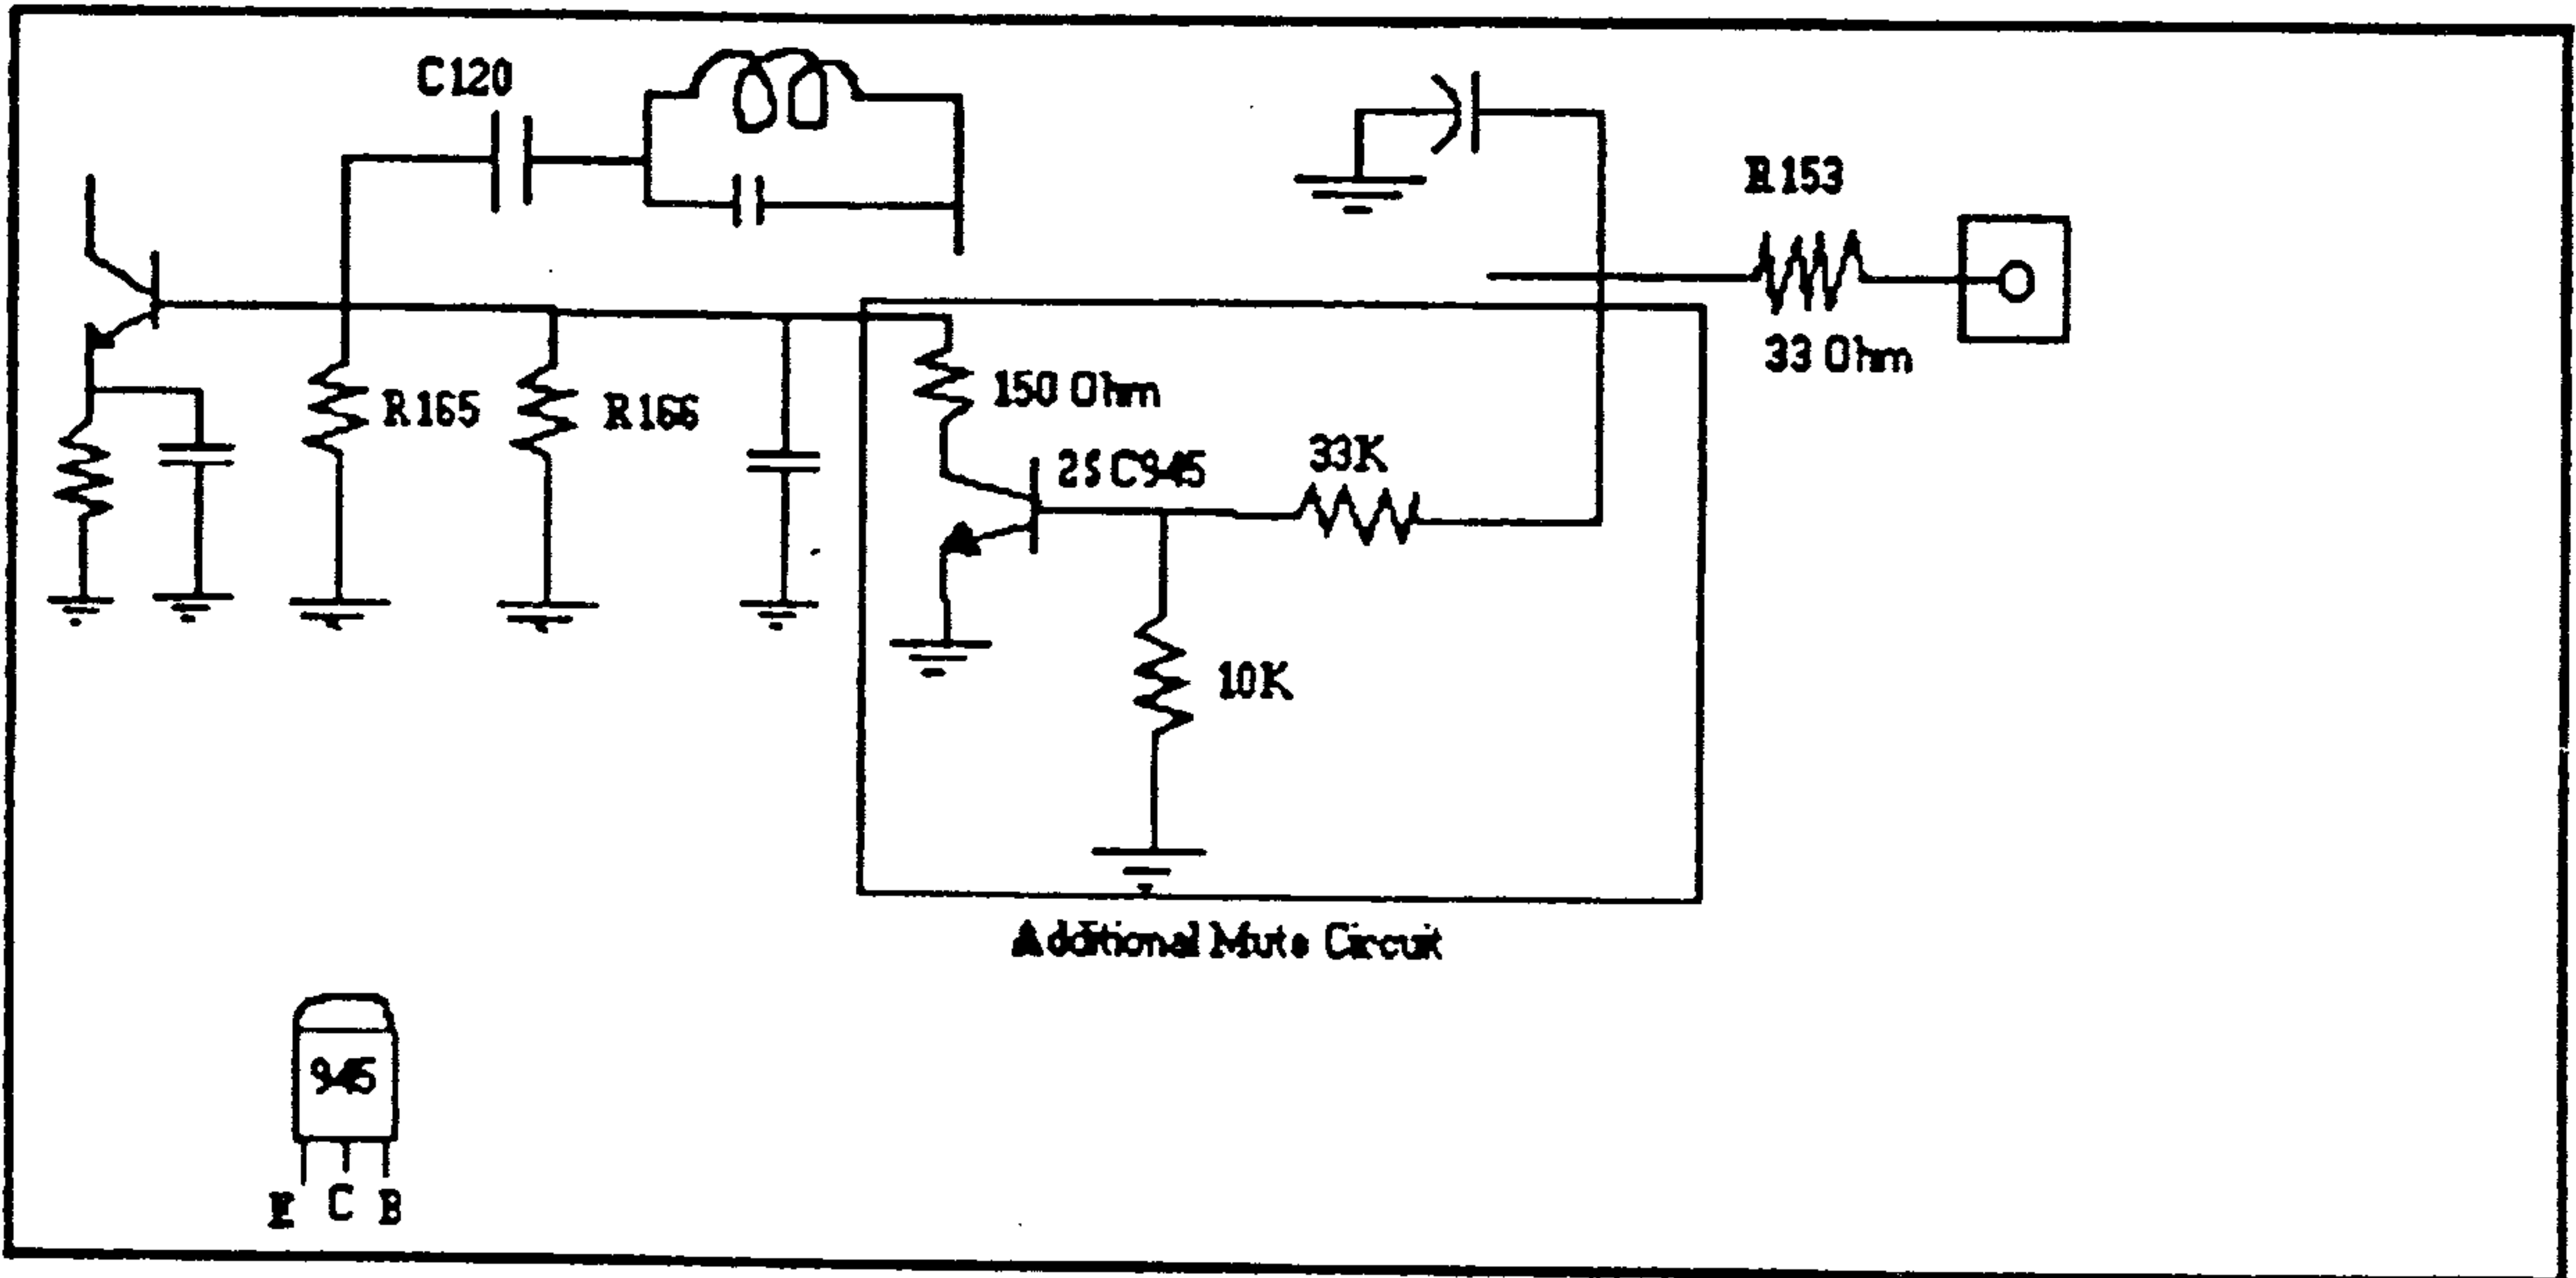 C120
R153
33 Ohm
R165
R166
150 Ohm
2SC945
33K
10K
Additional Mute Circuit
945
E C B